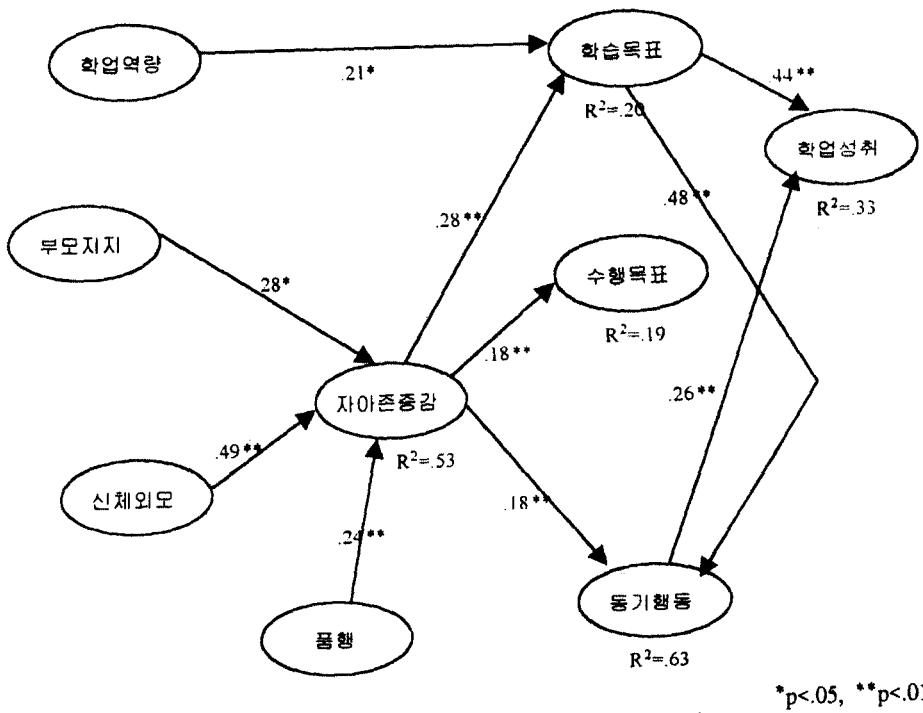 학습목표
학업역량
.21*
.44**
R²=.20
학업성취
.48**
R²=.33
.28**
부모지지
수행목표
.28*
R²=.19
.18**
자아존중감
.26**
.49**
R²=.53
신체외모
.18**
.24**
동기행동
품행
R²=.63
*p<.05, **p<.01